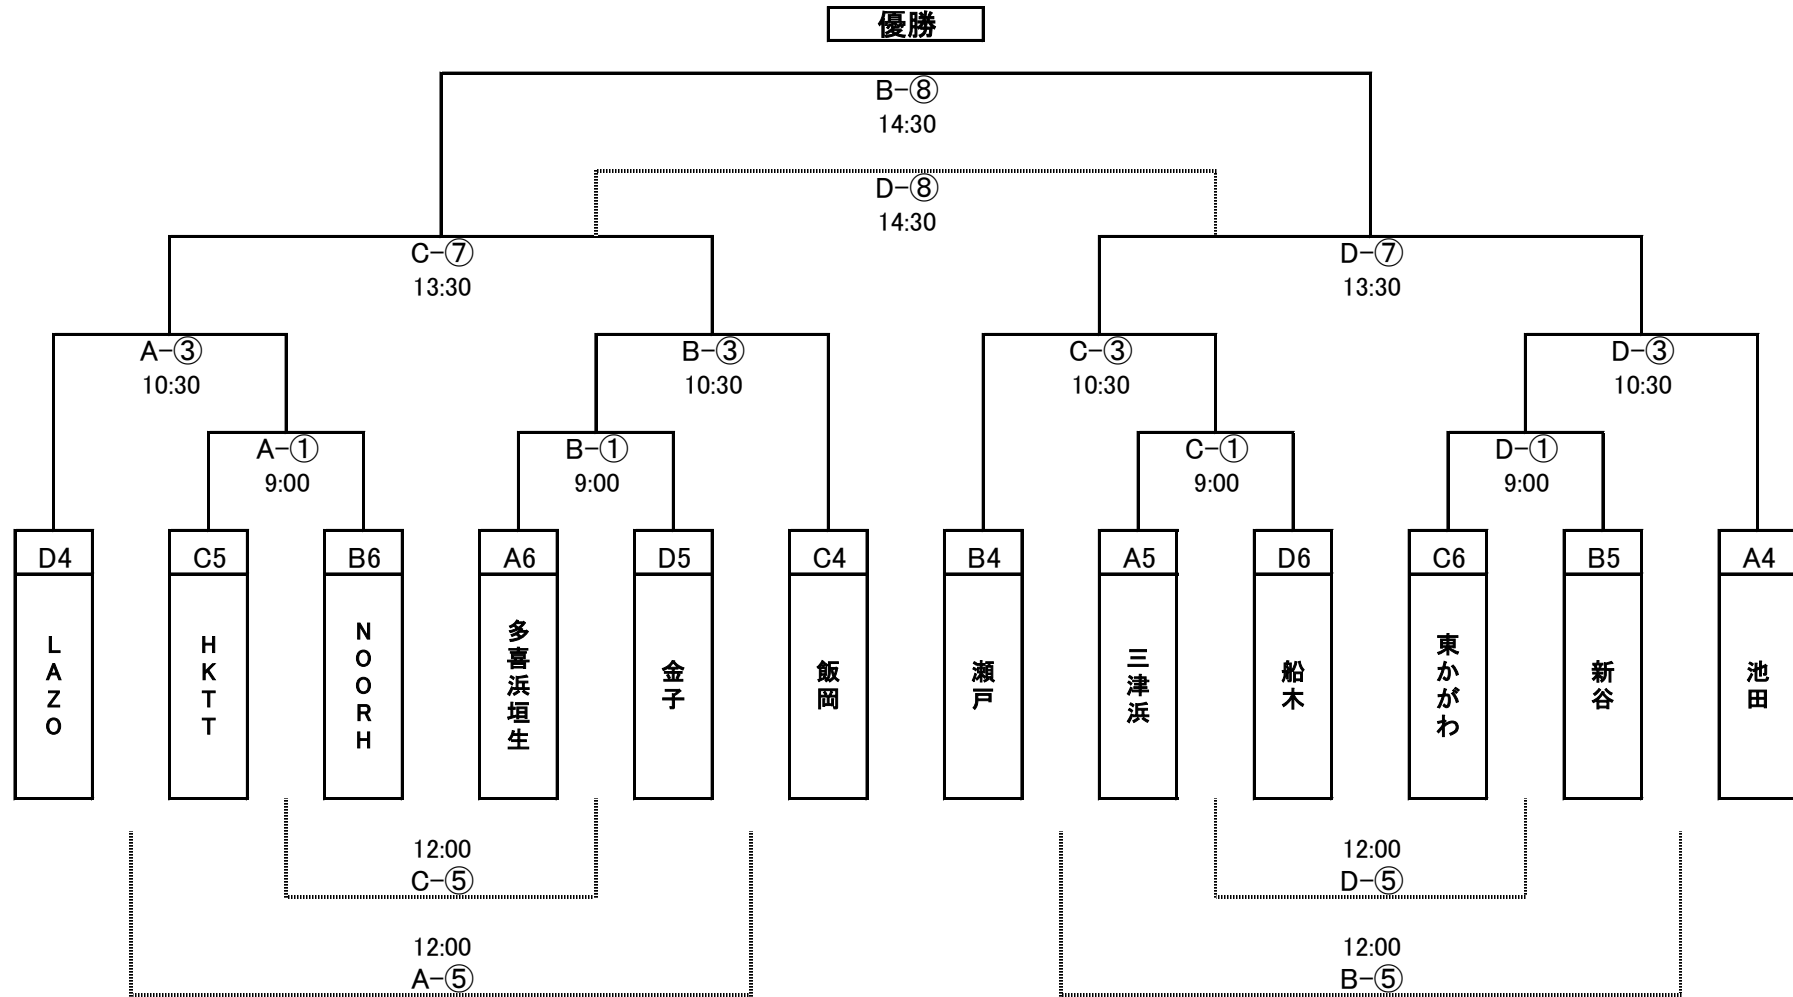 優勝
B-⑧
14:30
D-⑧
14:30
C-⑦
13:30
D-⑦
13:30
A-③
10:30
B-③
10:30
C-③
10:30
D-③
10:30
A-①
9:00
B-①
9:00
C-①
9:00
D-①
9:00
D4
C5
B6
A6
D5
C4
B4
A5
D6
C6
B5
A4
LAZO
HKTT
NOORH
多喜浜垣生
金子
飯岡
瀬戸
三津浜
船木
東かがわ
新谷
池田
12:00
C-⑤
12:00
D-⑤
12:00
A-⑤
12:00
B-⑤